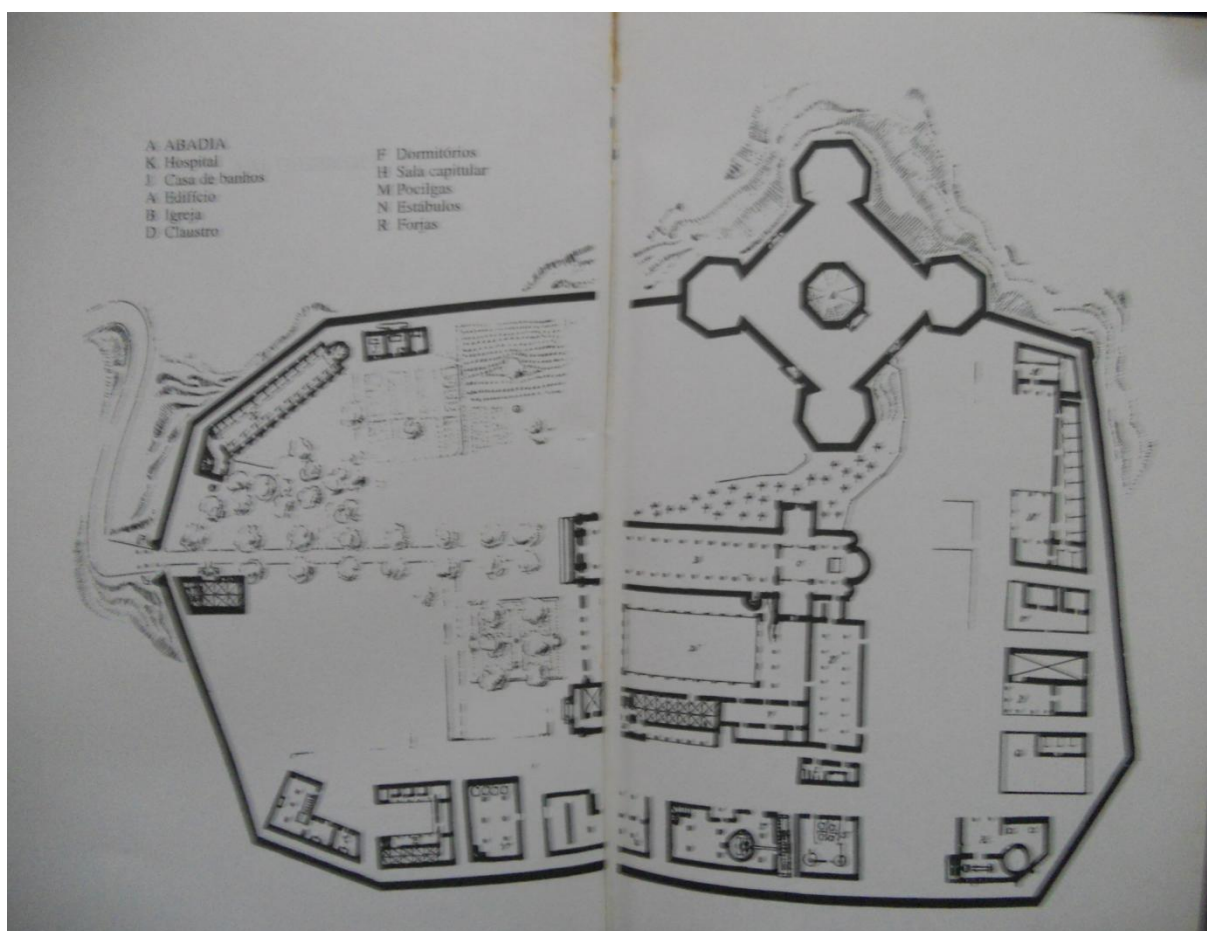 A ABADIA
K Hospital
J Casa de banhos
A Edifício
B Igreja
D Claustro
F Dormitórios
H Sala capitular
M Pocilgas
N Estábulos
R Forjas